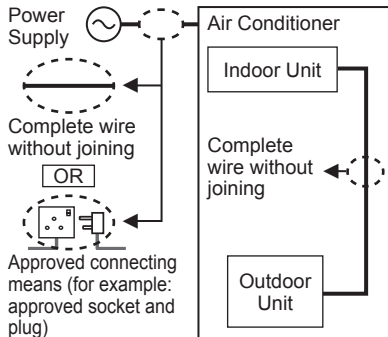 Power
Supply
Air Conditioner
Indoor Unit
Complete wire
without joining
OR
Complete
wire without
joining
Approved connecting
means (for example:
approved socket and
plug)
Outdoor
Unit